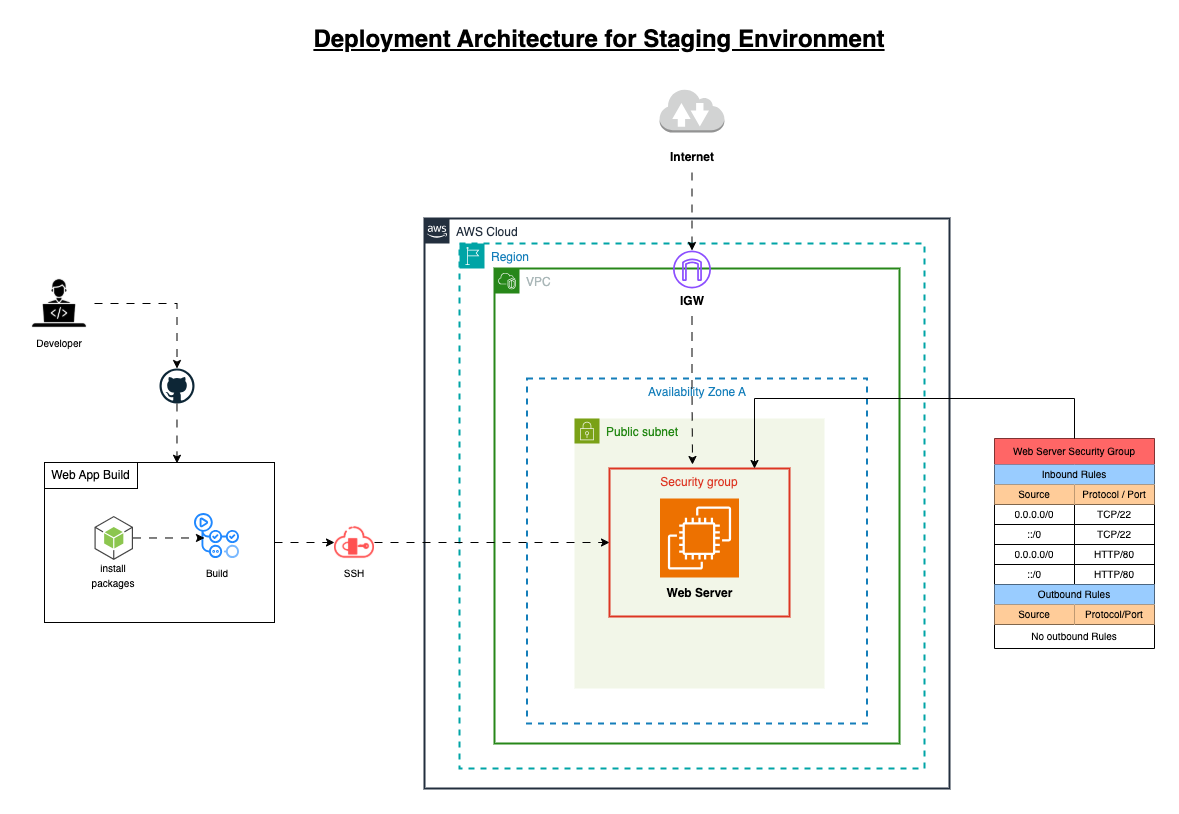 Deployment Architecture for Staging Environment
Internet
aws
AWS Cloud
Region
VPC
IGW
Developer
</>
Availability Zone A
Public subnet
Security group
Web Server
Web App Build
install
packages
Build
SSH
Web Server Security Group
Inbound Rules
Source Protocol / Port
0.0.0.0/0 TCP/22
::/0 TCP/22
0.0.0.0/0 HTTP/80
::/0 HTTP/80
Outbound Rules
Source Protocol/Port
No outbound Rules